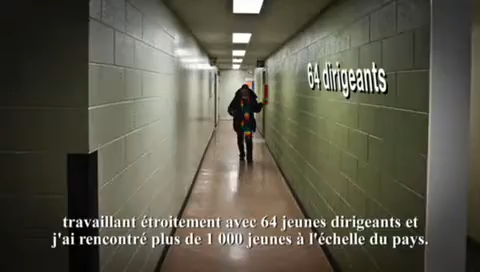 64 dirigeants
travaillant étroitement avec 64 jeunes dirigeants et
j'ai rencontré plus de 1 000 jeunes à l'échelle du pays.